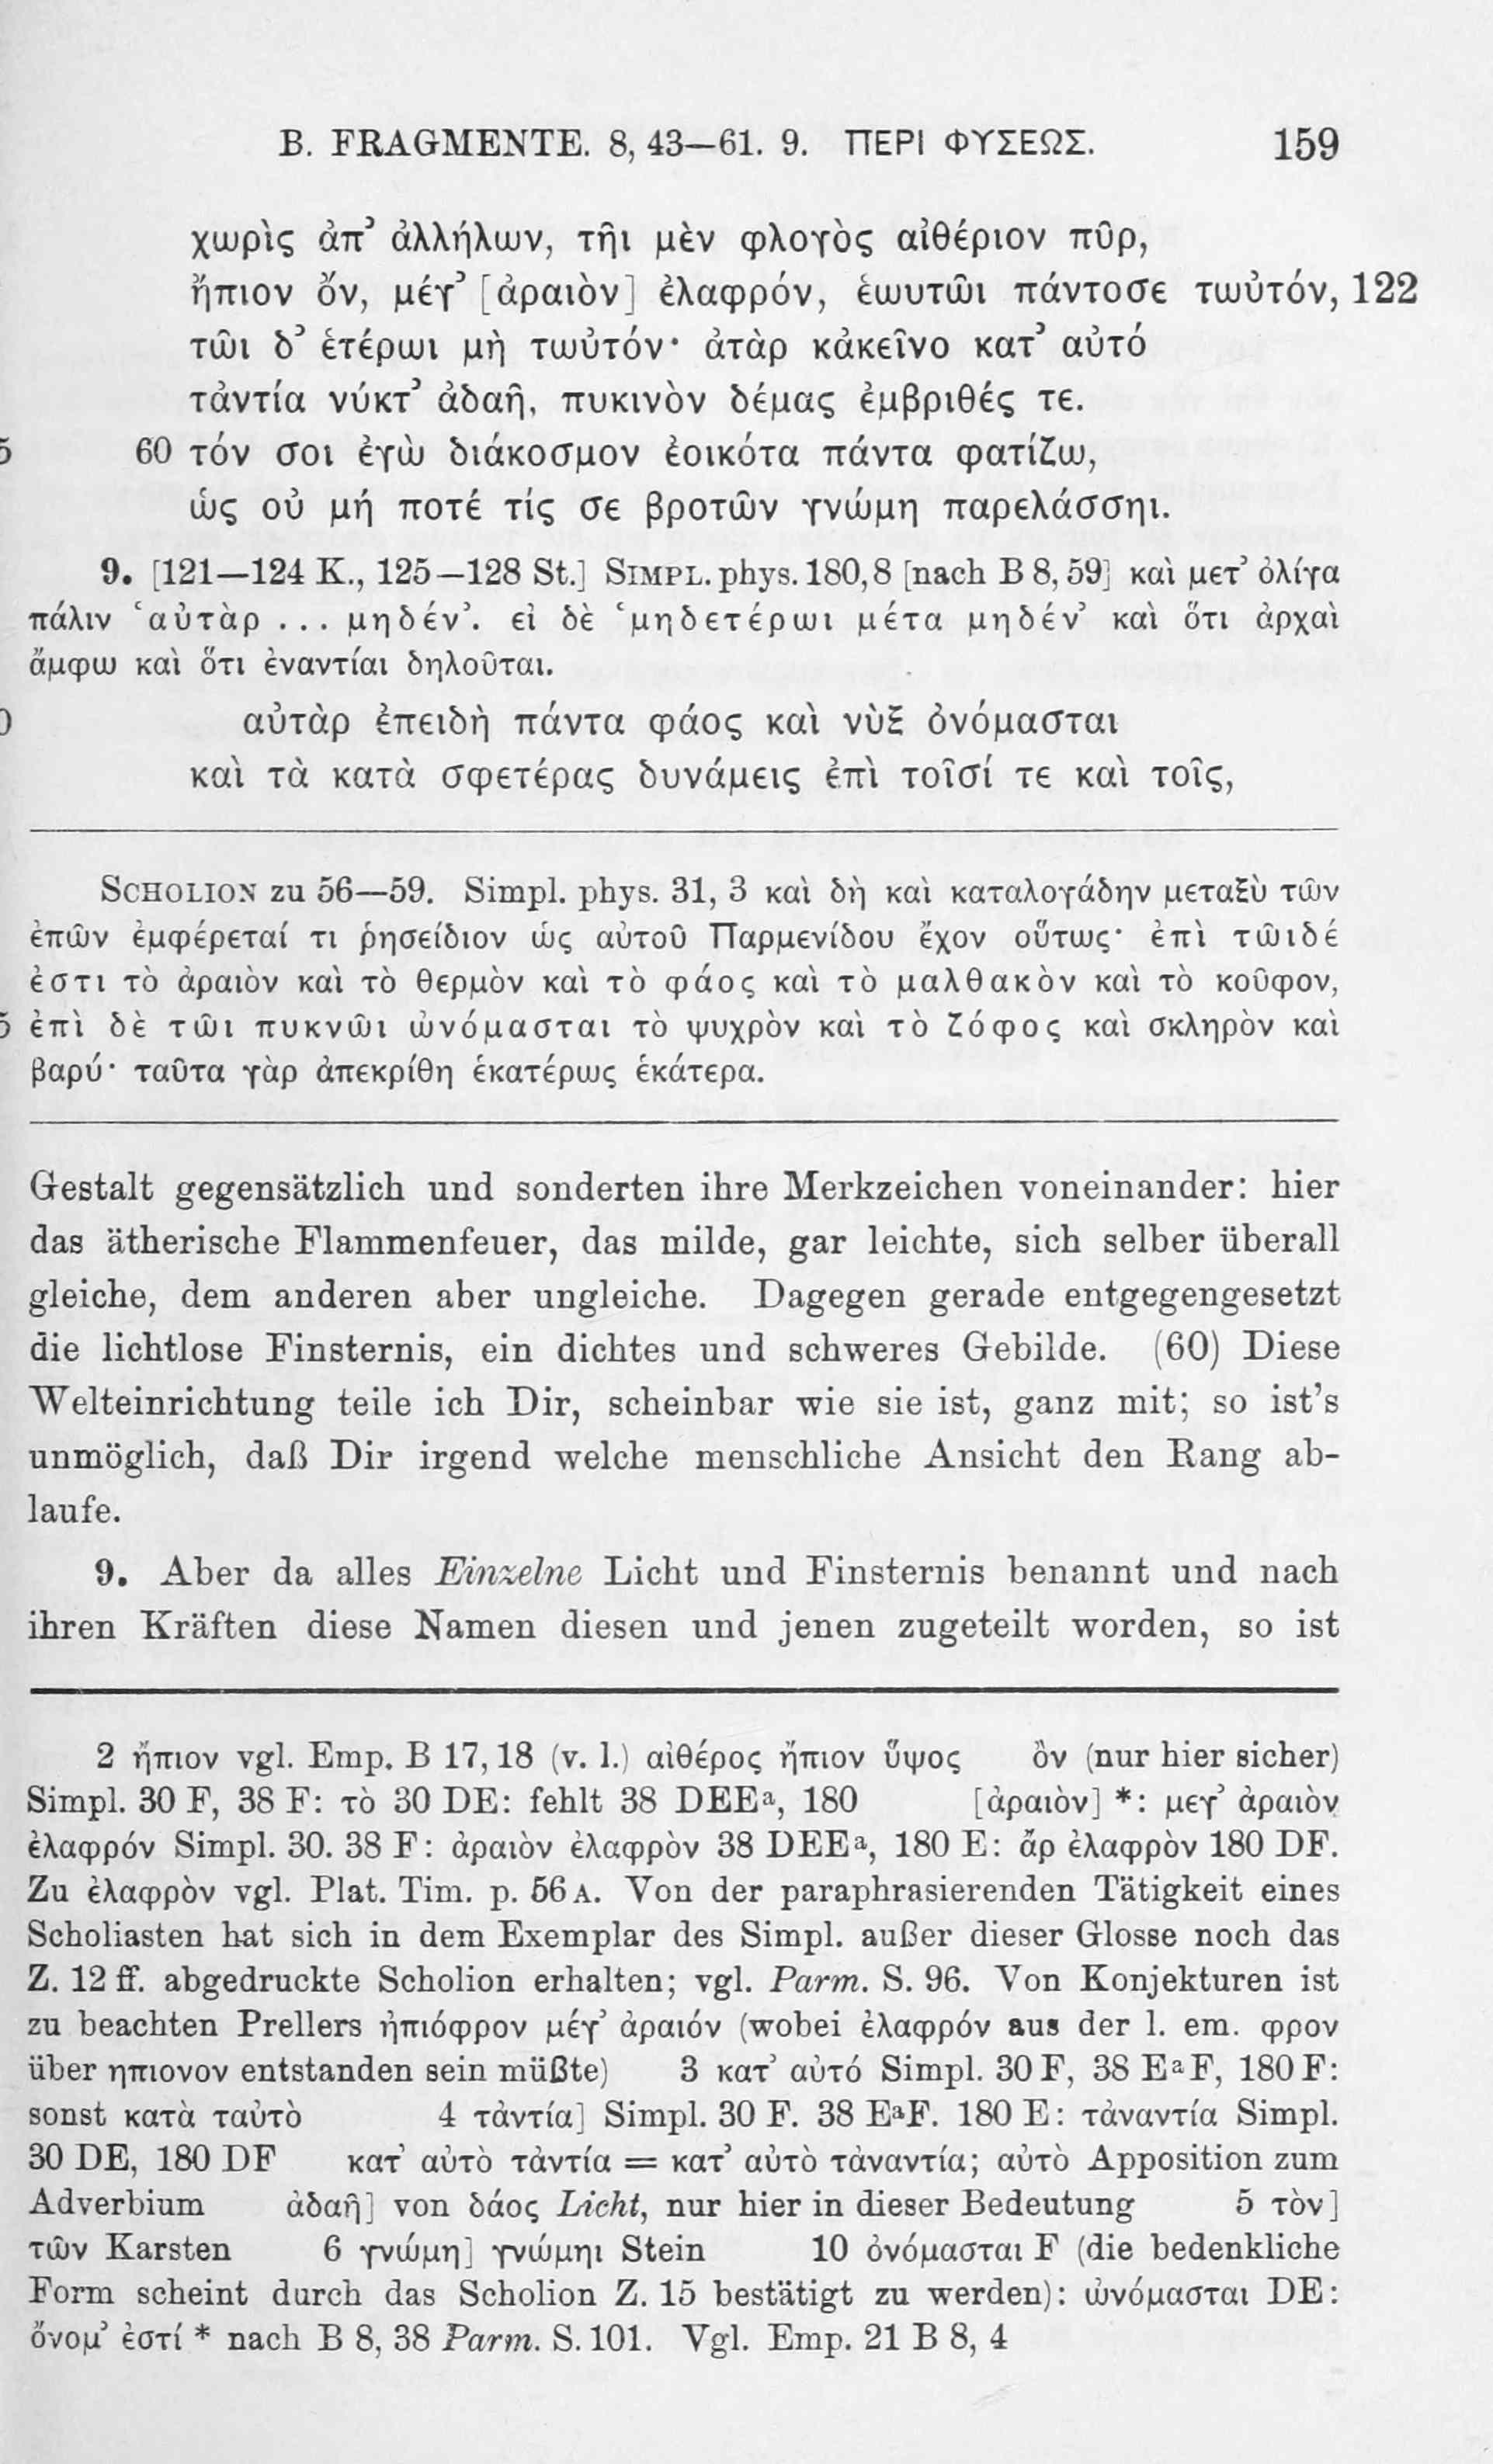 B. FRAGMENTE. 8, 43—61. 9. ΠΕΡΙ ΦΥΣΕΩΣ. 159
χωρὶς ἀπ’ ἀλλήλων, τῆι μὲν φλογὸς αἰθέριον πῦρ,
ἤπιον ὄν, μέγ’ [ἀραιὸν] ἐλαφρόν, ἑωυτῶι πάντοσε τωὐτόν, 122
τῶι δ’ ἑτέρωι μὴ τωὐτόν· ἀτὰρ κἀκεῖνο κατ’ αὐτό
τἀντία νύκτ’ ἀδαῆ, πυκινὸν δέμας ἐμβριθές τε.
5 60 τόν σοι ἐγὼ διάκοσμον ἐοικότα πάντα φατίζω,
ὡς οὐ μή ποτέ τίς σε βροτῶν γνώμη παρελάσσηι.
9. [121—124 K., 125—128 St.] SIMPL. phys. 180,8 [nach B 8, 59] καὶ μετ’ ὀλίγα
πάλιν ‘αὐτὰρ ... μηδέν’. εἰ δὲ ‘μηδετέρωι μέτα μηδέν’ καὶ ὅτι ἀρχαὶ
ἄμφω καὶ ὅτι ἐναντίαι δηλοῦται.
0 αὐτὰρ ἐπειδὴ πάντα φάος καὶ νὺξ ὀνόμασται
καὶ τὰ κατὰ σφετέρας δυνάμεις ἐπὶ τοῖσί τε καὶ τοῖς,
SCHOLION zu 56—59. Simpl. phys. 31, 3 καὶ δὴ καὶ καταλογάδην μεταξὺ τῶν
ἐπῶν ἐμφέρεταί τι ῥησείδιον ὡς αὐτοῦ Παρμενίδου ἔχον οὕτως· ἐπὶ τῶιδέ
ἐστι τὸ ἀραιὸν καὶ τὸ θερμὸν καὶ τὸ φάος καὶ τὸ μαλθακὸν καὶ τὸ κοῦφον,
5 ἐπὶ δὲ τῶι πυκνῶι ὠνόμασται τὸ ψυχρὸν καὶ τὸ ζόφος καὶ σκληρὸν καὶ
βαρύ· ταῦτα γὰρ ἀπεκρίθη ἑκατέρως ἑκάτερα.
Gestalt gegensätzlich und sonderten ihre Merkzeichen voneinander: hier
das ätherische Flammenfeuer, das milde, gar leichte, sich selber überall
gleiche, dem anderen aber ungleiche. Dagegen gerade entgegengesetzt
die lichtlose Finsternis, ein dichtes und schweres Gebilde. (60) Diese
Welteinrichtung teile ich Dir, scheinbar wie sie ist, ganz mit; so ist’s
unmöglich, daß Dir irgend welche menschliche Ansicht den Rang ab-
laufe.
9. Aber da alles Einzelne Licht und Finsternis benannt und nach
ihren Kräften diese Namen diesen und jenen zugeteilt worden, so ist
2 ἤπιον vgl. Emp. B 17, 18 (v. l.) αἰθέρος ἤπιον ὕψος ὂν (nur hier sicher)
Simpl. 30 F, 38 F: τὸ 30 DE: fehlt 38 DEEᵃ, 180 [ἀραιὸν] *: μεγ’ ἀραιὸν
ἐλαφρόν Simpl. 30. 38 F: ἀραιὸν ἐλαφρὸν 38 DEEᵃ, 180 E: ἄρ ἐλαφρὸν 180 DF.
Zu ἐλαφρὸν vgl. Plat. Tim. p. 56 A. Von der paraphrasierenden Tätigkeit eines
Scholiasten hat sich in dem Exemplar des Simpl. außer dieser Glosse noch das
Z. 12 ff. abgedruckte Scholion erhalten; vgl. Parm. S. 96. Von Konjekturen ist
zu beachten Prellers ἠπιόφρον μέγ’ ἀραιόν (wobei ἐλαφρόν aus der l. em. φρον
über ηπιονον entstanden sein müßte) 3 κατ’ αὐτό Simpl. 30 F, 38 EᵃF, 180 F:
sonst κατὰ ταὐτὸ 4 τἀντία] Simpl. 30 F. 38 EᵃF. 180 E: τἀναντία Simpl.
30 DE, 180 DF κατ’ αὐτὸ τἀντία = κατ’ αὐτὸ τἀναντία; αὐτὸ Apposition zum
Adverbium ἀδαῆ] von δάος Licht, nur hier in dieser Bedeutung 5 τὸν]
τῶν Karsten 6 γνώμη] γνώμηι Stein 10 ὀνόμασται F (die bedenkliche
Form scheint durch das Scholion Z. 15 bestätigt zu werden): ὠνόμασται DE:
ὄνομ’ ἐστί * nach B 8, 38 Parm. S. 101. Vgl. Emp. 21 B 8, 4